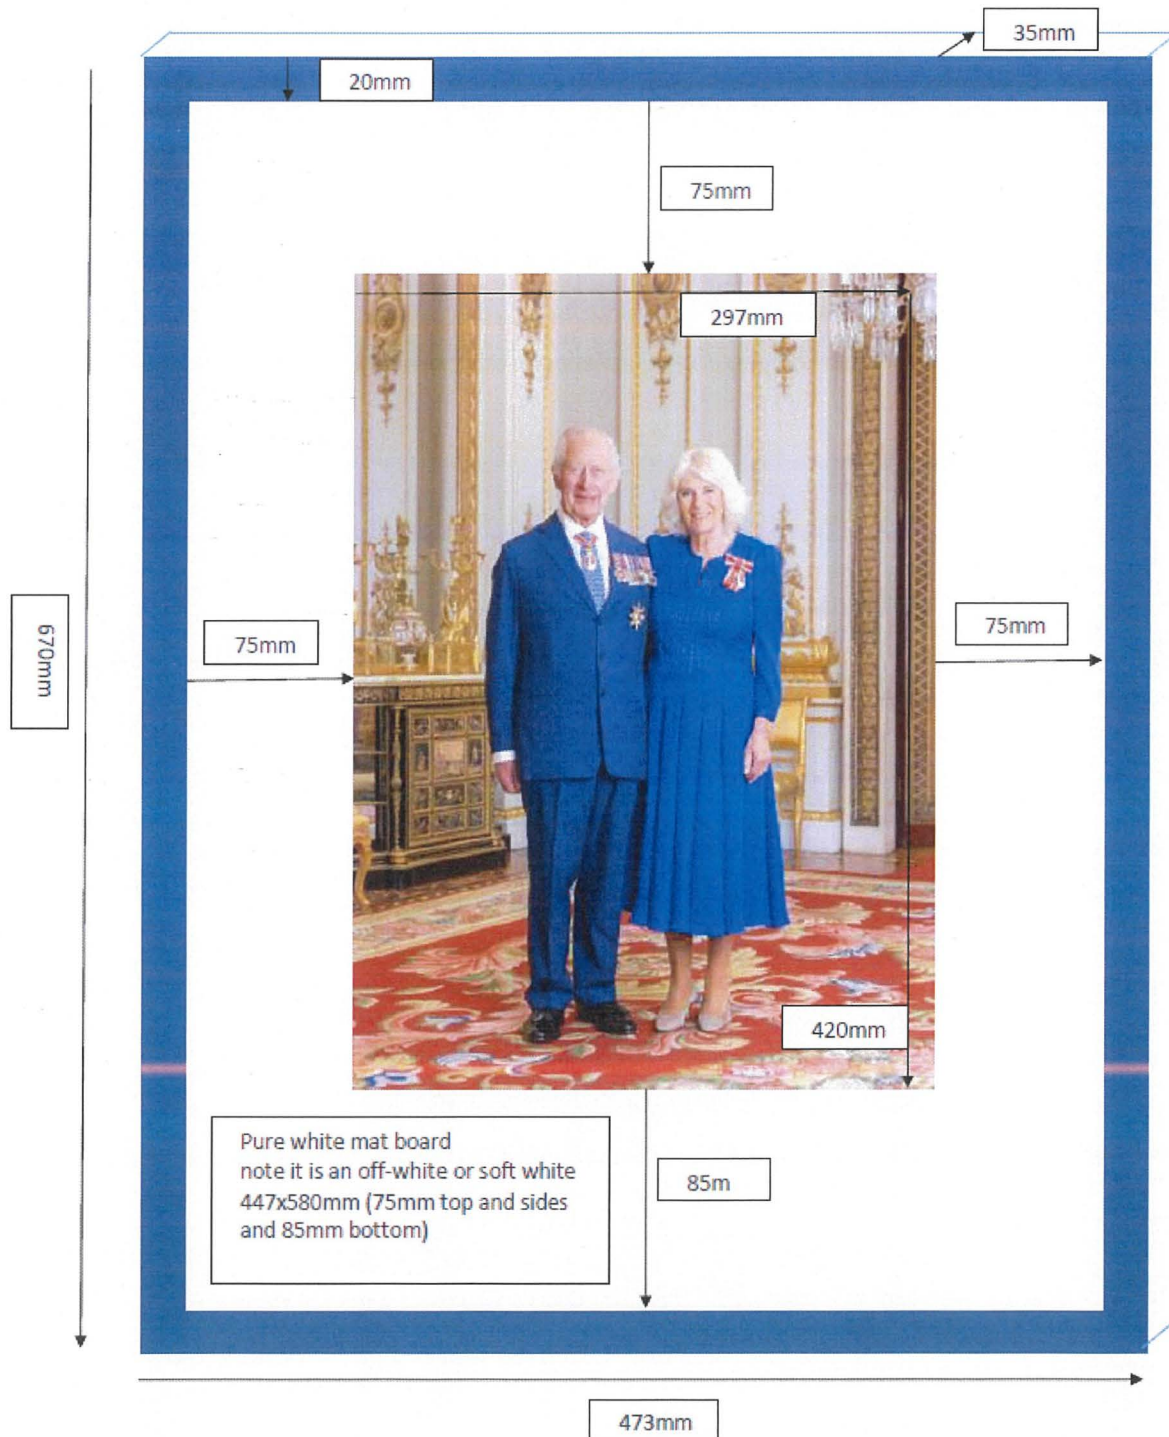 35mm
20mm
75mm
297mm
670mm
75mm
75mm
420mm
Pure white mat board
note it is an off-white or soft white
447x580mm (75mm top and sides
and 85mm bottom)
85m
473mm